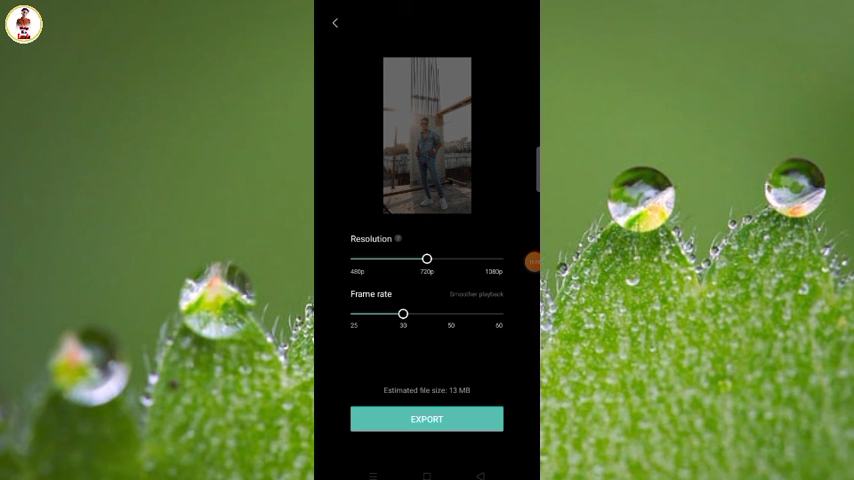 Resolution
480p 720p 1080p
Frame rate Smoother playback
25 30 50 60
Estimated file size: 13 MB
EXPORT